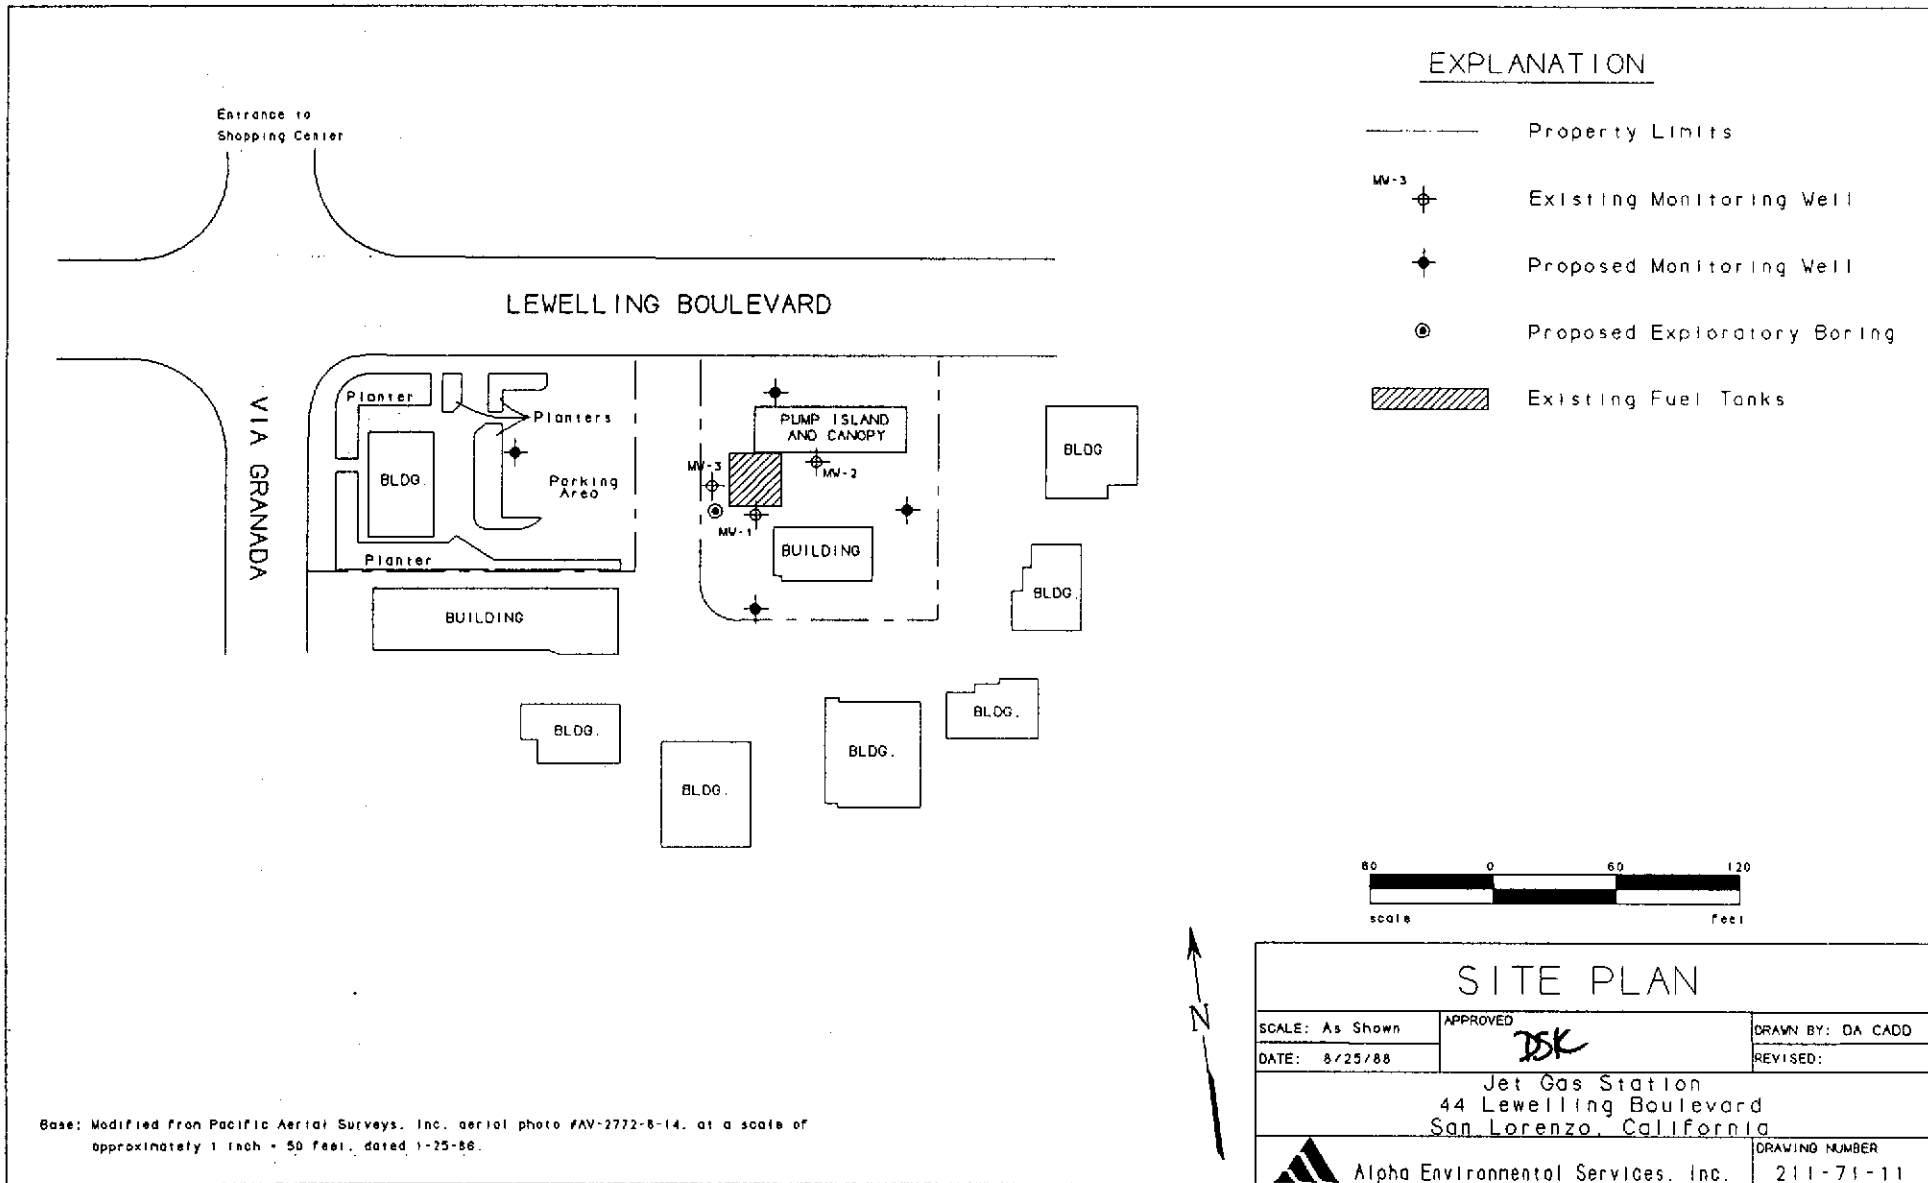 EXPLANATION
Property Limits
MW-3
Existing Monitoring Well
Proposed Monitoring Well
Proposed Exploratory Boring
Existing Fuel Tanks
Entrance to
Shopping Center
LEWELLING BOULEVARD
VIA GRANADA
Planter
Planters
BLDG.
Parking
Area
Planter
BUILDING
PUMP ISLAND
AND CANOPY
MW-3
MW-2
MW-1
BUILDING
BLDG
BLDG.
BLDG.
BLDG.
BLDG.
BLDG.
60 0 60 120
scale feet
N
SITE PLAN
SCALE: As Shown
APPROVED
DSK
DRAWN BY: DA CADD
DATE: 8/25/88
REVISED:
Jet Gas Station
44 Lewelling Boulevard
San Lorenzo, California
Alpha Environmental Services, Inc.
DRAWING NUMBER
211-71-11
Base: Modified from Pacific Aerial Surveys, Inc. aerial photo #AV-2772-8-14, at a scale of
approximately 1 inch = 50 feet, dated 1-25-86.